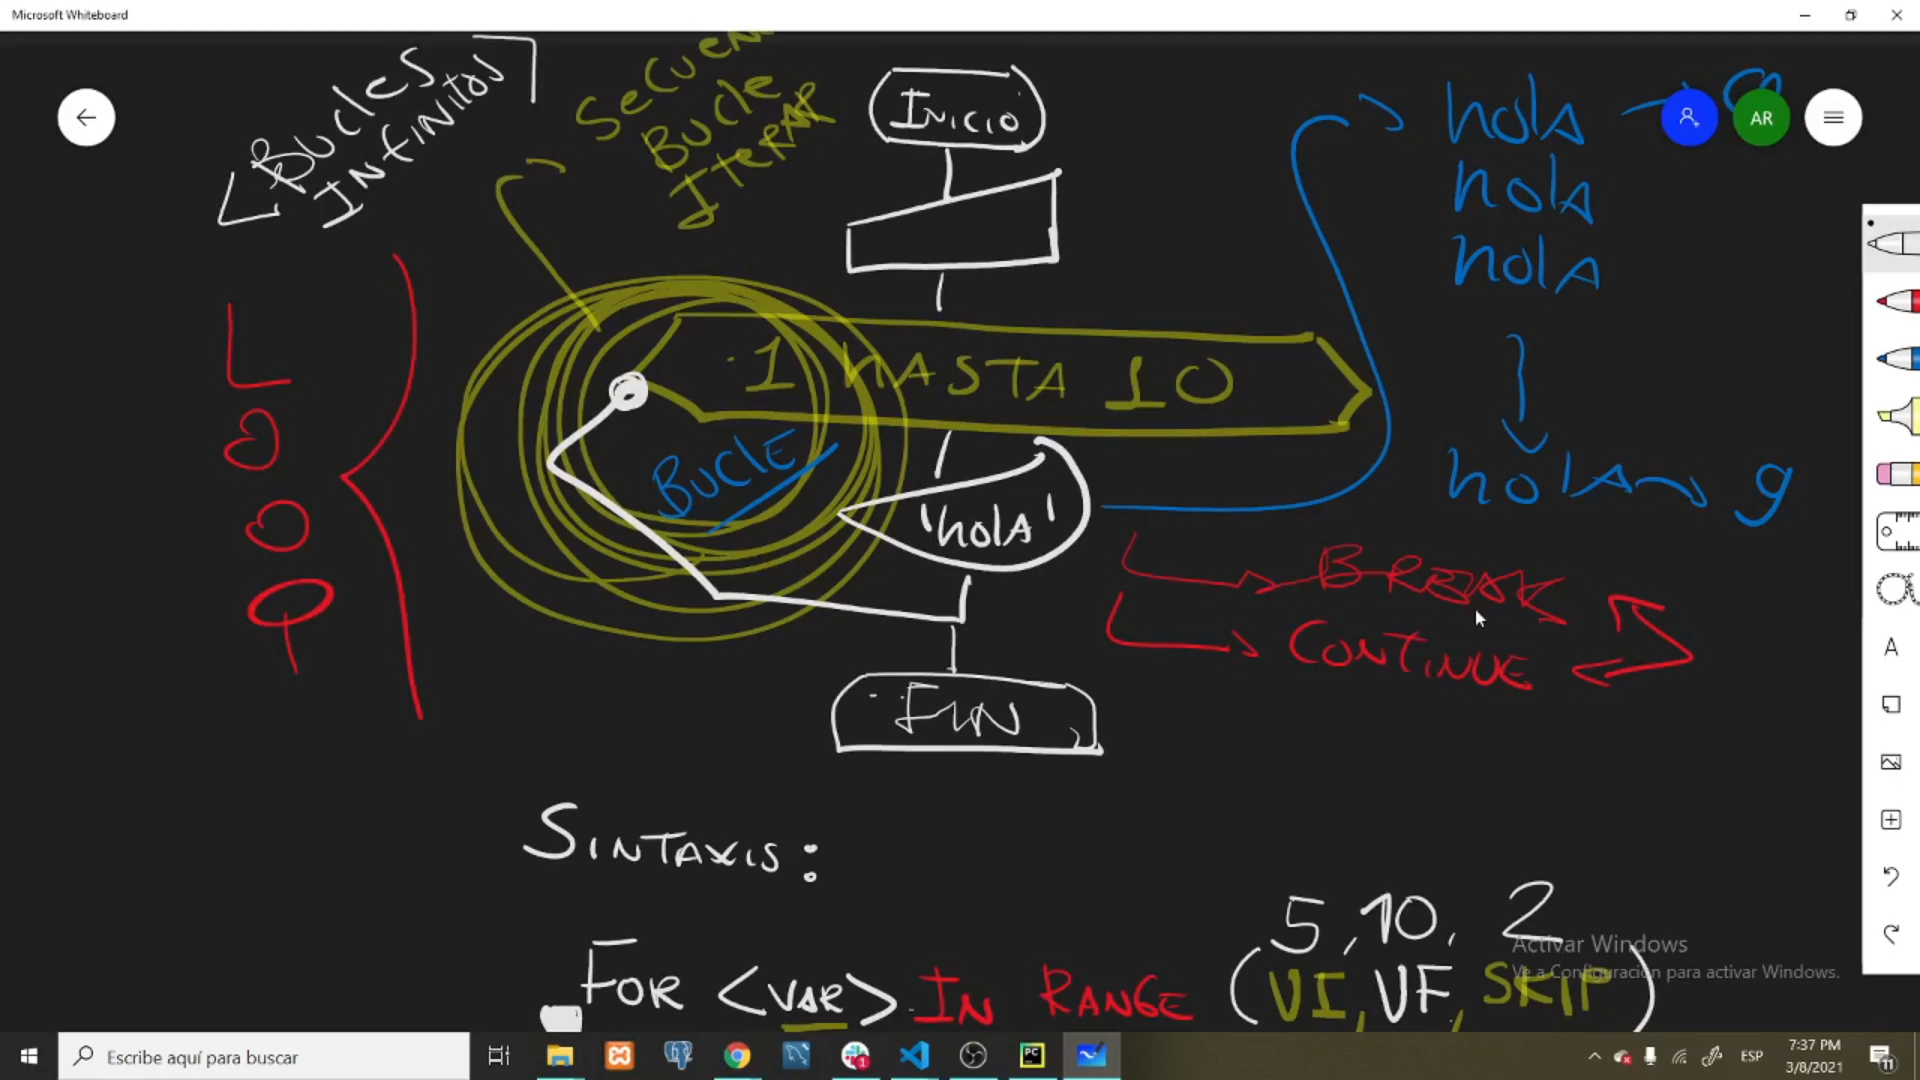 Microsoft Whiteboard
BUCLES
INFINITOS
BUCLE
ITERAR
INICIO
AR
hola
hola
hola
hola
g
1 HASTA 10
BUCLE
'hola'
LOOP
BREAK
CONTINUE
FIN
SINTAXIS:
5, 10, 2
FOR <VAR> IN RANGE (VI, VF, SKIP)
Activar Windows
Ve a Configuración para activar Windows.
Escribe aquí para buscar
ESP
7:37 PM
3/8/2021
11